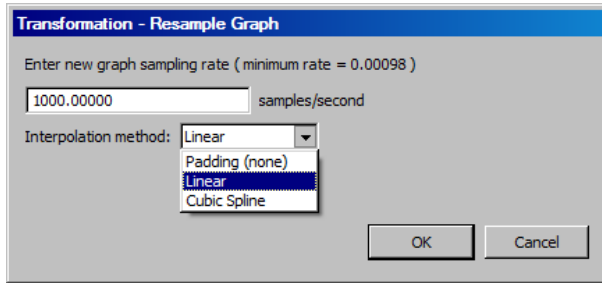 Transformation - Resample Graph
Enter new graph sampling rate ( minimum rate = 0.00098 )
1000.00000 samples/second
Interpolation method: Linear
Padding (none)
Linear
Cubic Spline
OK Cancel